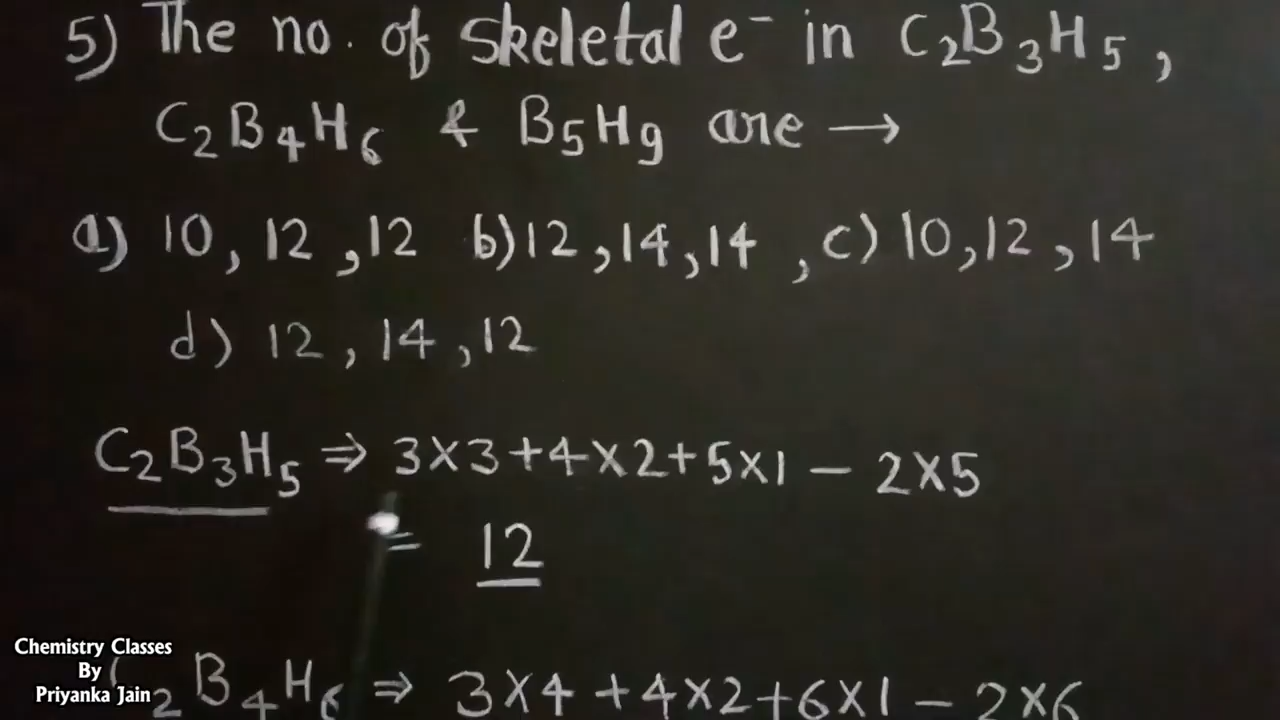 5) The no. of skeletal e⁻ in C₂B₃H₅,
C₂B₄H₆ & B₅H₉ are →
a) 10, 12, 12 b) 12, 14, 14, c) 10, 12, 14
d) 12, 14, 12
C₂B₃H₅ ⇒ 3×3+4×2+5×1 − 2×5
= 12
C₂B₄H₆ ⇒ 3×4 +4×2+6×1 − 2×6
Chemistry Classes
By
Priyanka Jain